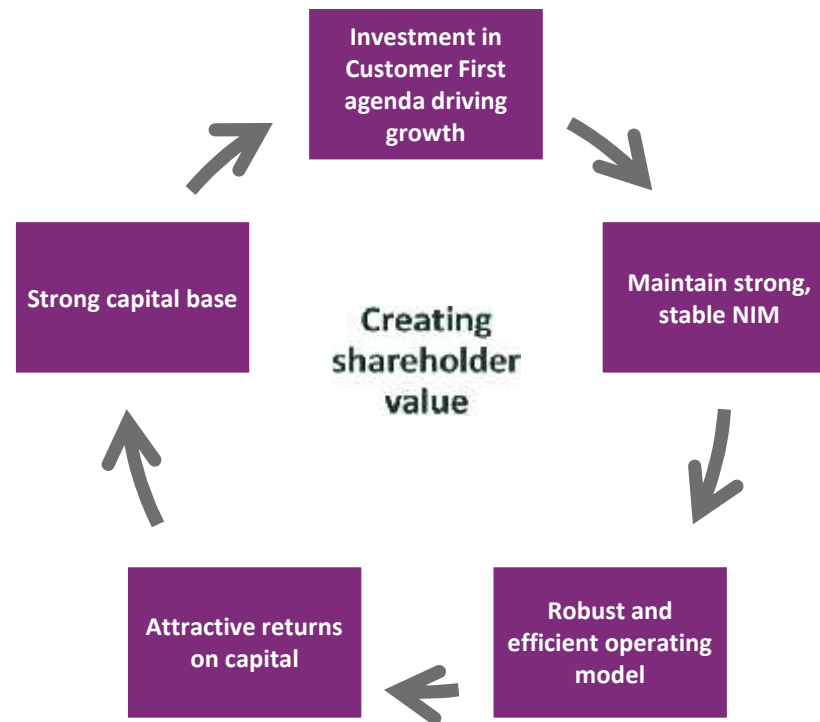 Investment in
Customer First
agenda driving
growth
Strong capital base
Maintain strong,
stable NIM
Creating
shareholder
value
Attractive returns
on capital
Robust and
efficient operating
model